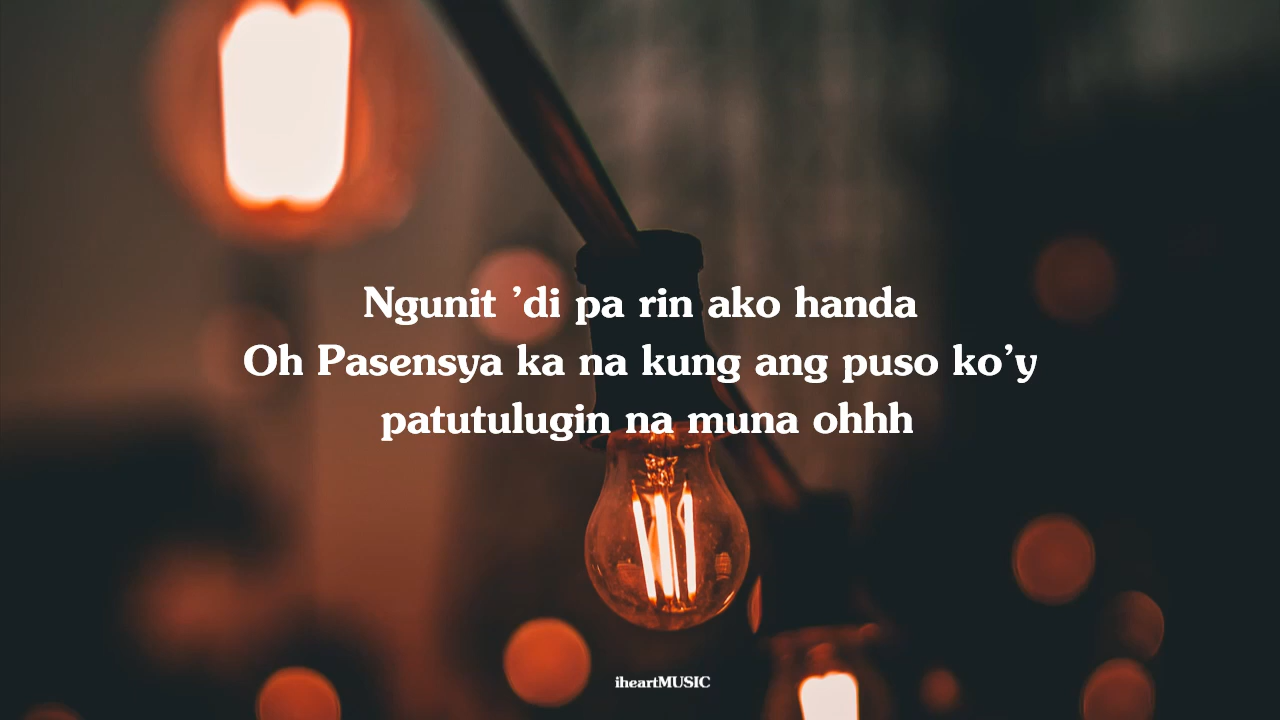 Ngunit ’di pa rin ako handa
Oh Pasensya ka na kung ang puso ko’y
patutulugin na muna ohhh
iheartMUSIC